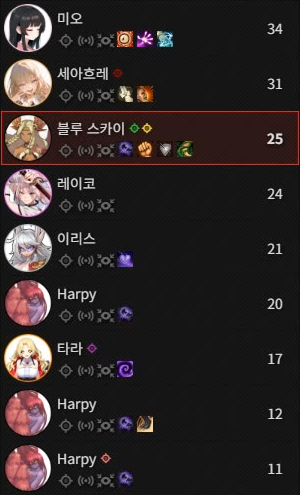 미오 34
세아흐레 31
블루 스카이 25
레이코 24
이리스 21
Harpy 20
타라 17
Harpy 12
Harpy 11